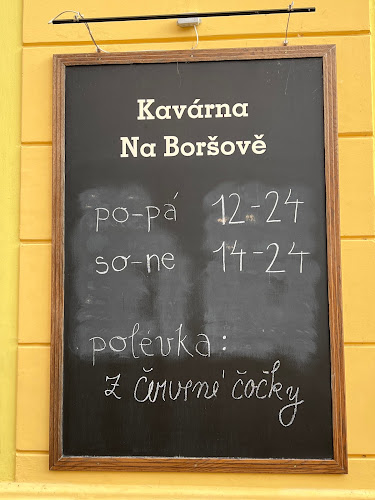 Kavárna
Na Boršově
po-pá 12-24
so-ne 14-24
polévka:
z červené čočky